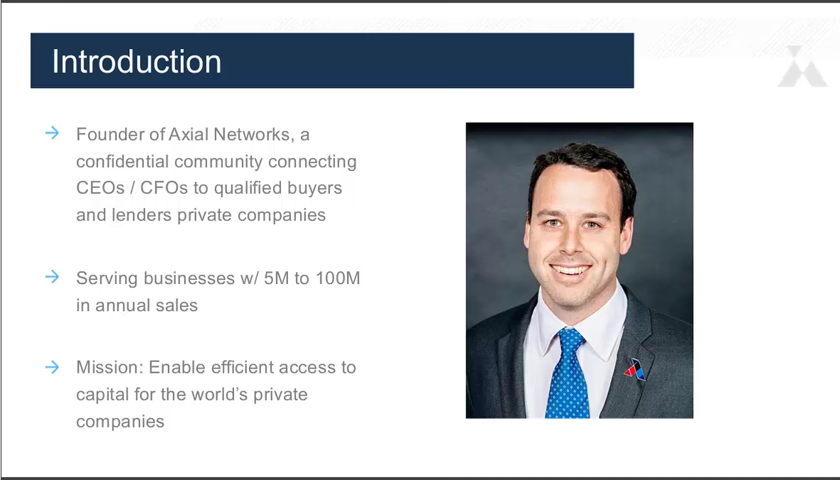 Introduction
Founder of Axial Networks, a
confidential community connecting
CEOs / CFOs to qualified buyers
and lenders private companies
Serving businesses w/ 5M to 100M
in annual sales
Mission: Enable efficient access to
capital for the world’s private
companies